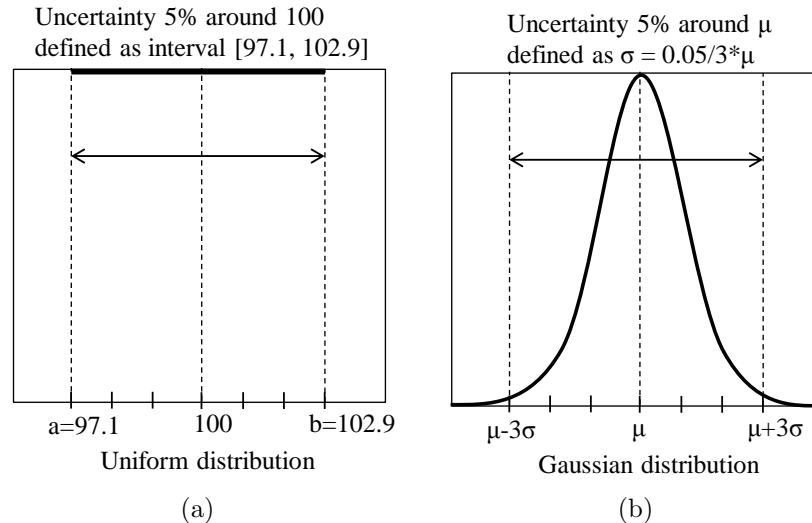 Uncertainty 5% around 100
defined as interval [97.1, 102.9]
a=97.1
100
b=102.9
Uniform distribution
(a)
Uncertainty 5% around μ
defined as σ = 0.05/3*μ
μ-3σ
μ
μ+3σ
Gaussian distribution
(b)